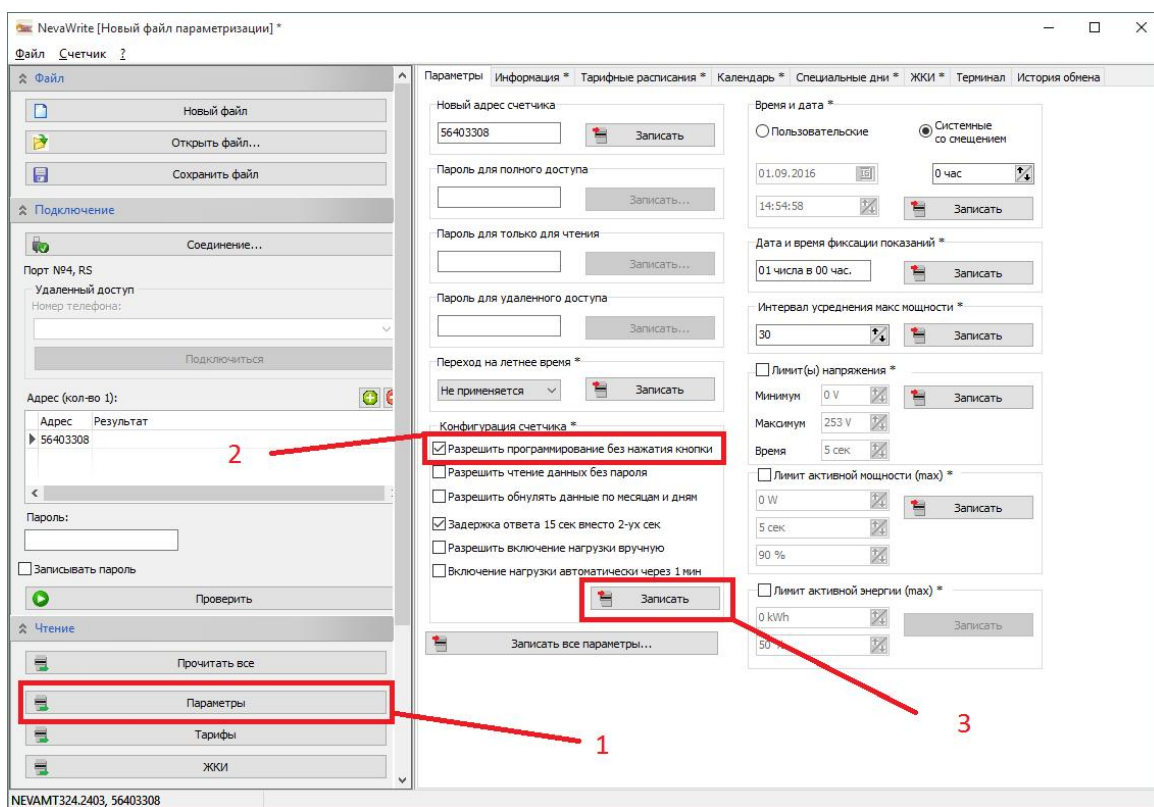 NevaWrite [Новый файл параметризации] *
Файл Счетчик ?
Файл
Новый файл
Открыть файл...
Сохранить файл
Подключение
Соединение...
Порт №4, RS
Удаленный доступ
Номер телефона:
Подключиться
Адрес (кол-во 1):
Адрес Результат
56403308
Пароль:
Записывать пароль
Проверить
Чтение
Прочитать все
Параметры
Тарифы
ЖКИ
NEVAMT324.2403, 56403308
Параметры Информация * Тарифные расписания * Календарь * Специальные дни * ЖКИ * Терминал История обмена
Новый адрес счетчика
56403308 Записать
Пароль для полного доступа
Записать...
Пароль для только для чтения
Записать...
Пароль для удаленного доступа
Записать...
Переход на летнее время *
Не применяется Записать
Конфигурация счетчика *
Разрешить программирование без нажатия кнопки
Разрешить чтение данных без пароля
Разрешить обнулять данные по месяцам и дням
Задержка ответа 15 сек вместо 2-ух сек
Разрешить включение нагрузки вручную
Включение нагрузки автоматически через 1 мин
Записать
Записать все параметры...
Время и дата *
Пользовательские Системные
со смещением
01.09.2016 15 0 час
14:54:58 Записать
Дата и время фиксации показаний *
01 числа в 00 час. Записать
Интервал усреднения макс мощности *
30 Записать
Лимит(ы) напряжения *
Минимум 0 V Записать
Максимум 253 V
Время 5 сек
Лимит активной мощности (max) *
0 W Записать
5 сек
90 %
Лимит активной энергии (max) *
0 kWh Записать
50 %
1
2
3